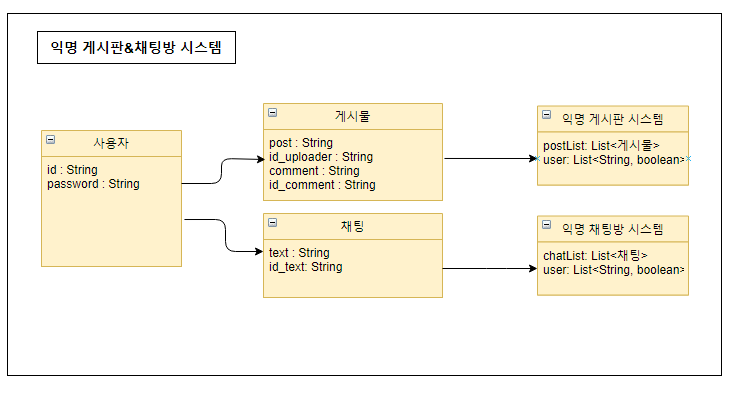 익명 게시판&채팅방 시스템
사용자
id : String
password : String
게시물
post : String
id_uploader : String
comment : String
id_comment : String
채팅
text : String
id_text: String
익명 게시판 시스템
postList: List<게시물>
user: List<String, boolean>
익명 채팅방 시스템
chatList: List<채팅>
user: List<String, boolean>